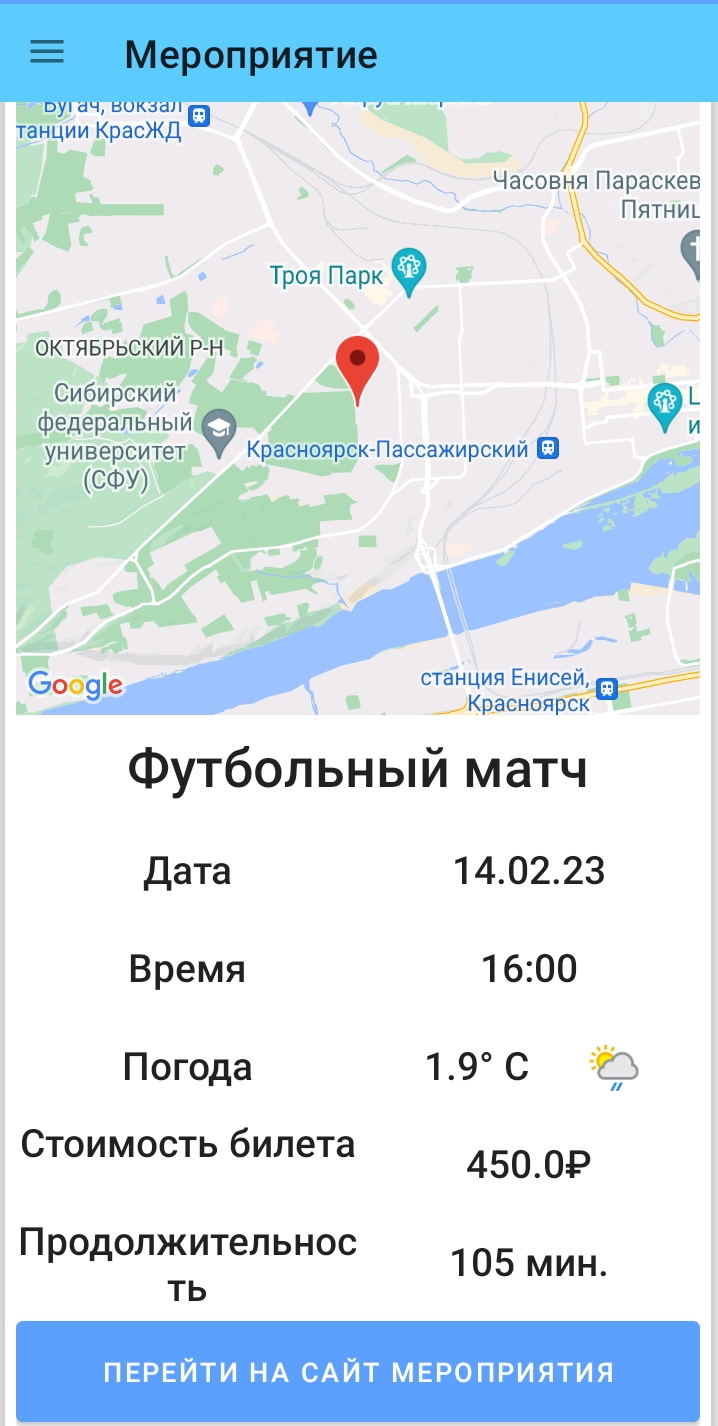 Мероприятие
Бугач, вокзал
танции КрасЖД
Часовня Параскев
Пятниц
Троя Парк
ОКТЯБРЬСКИЙ Р-Н
Сибирский
федеральный
университет
(СФУ)
Красноярск-Пассажирский
и
станция Енисей,
Красноярск
Google
Футбольный матч
Дата 14.02.23
Время 16:00
Погода 1.9° C
Стоимость билета 450.0₽
Продолжительнос
ть 105 мин.
ПЕРЕЙТИ НА САЙТ МЕРОПРИЯТИЯ